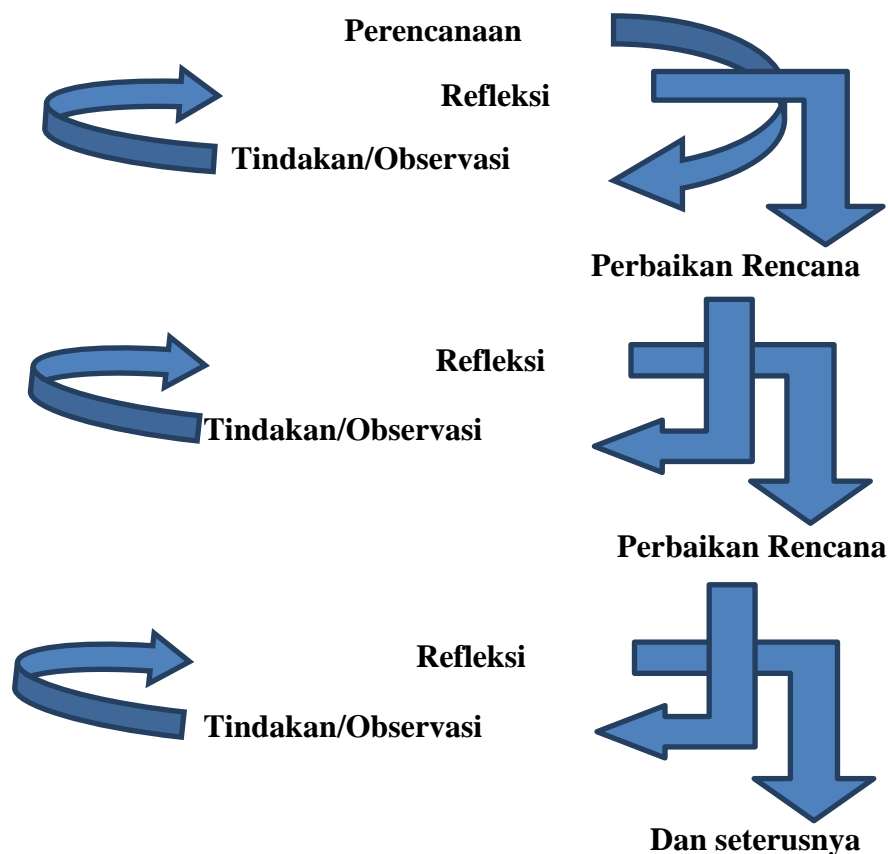 Perencanaan
Refleksi
Tindakan/Observasi
Perbaikan Rencana
Refleksi
Tindakan/Observasi
Perbaikan Rencana
Refleksi
Tindakan/Observasi
Dan seterusnya